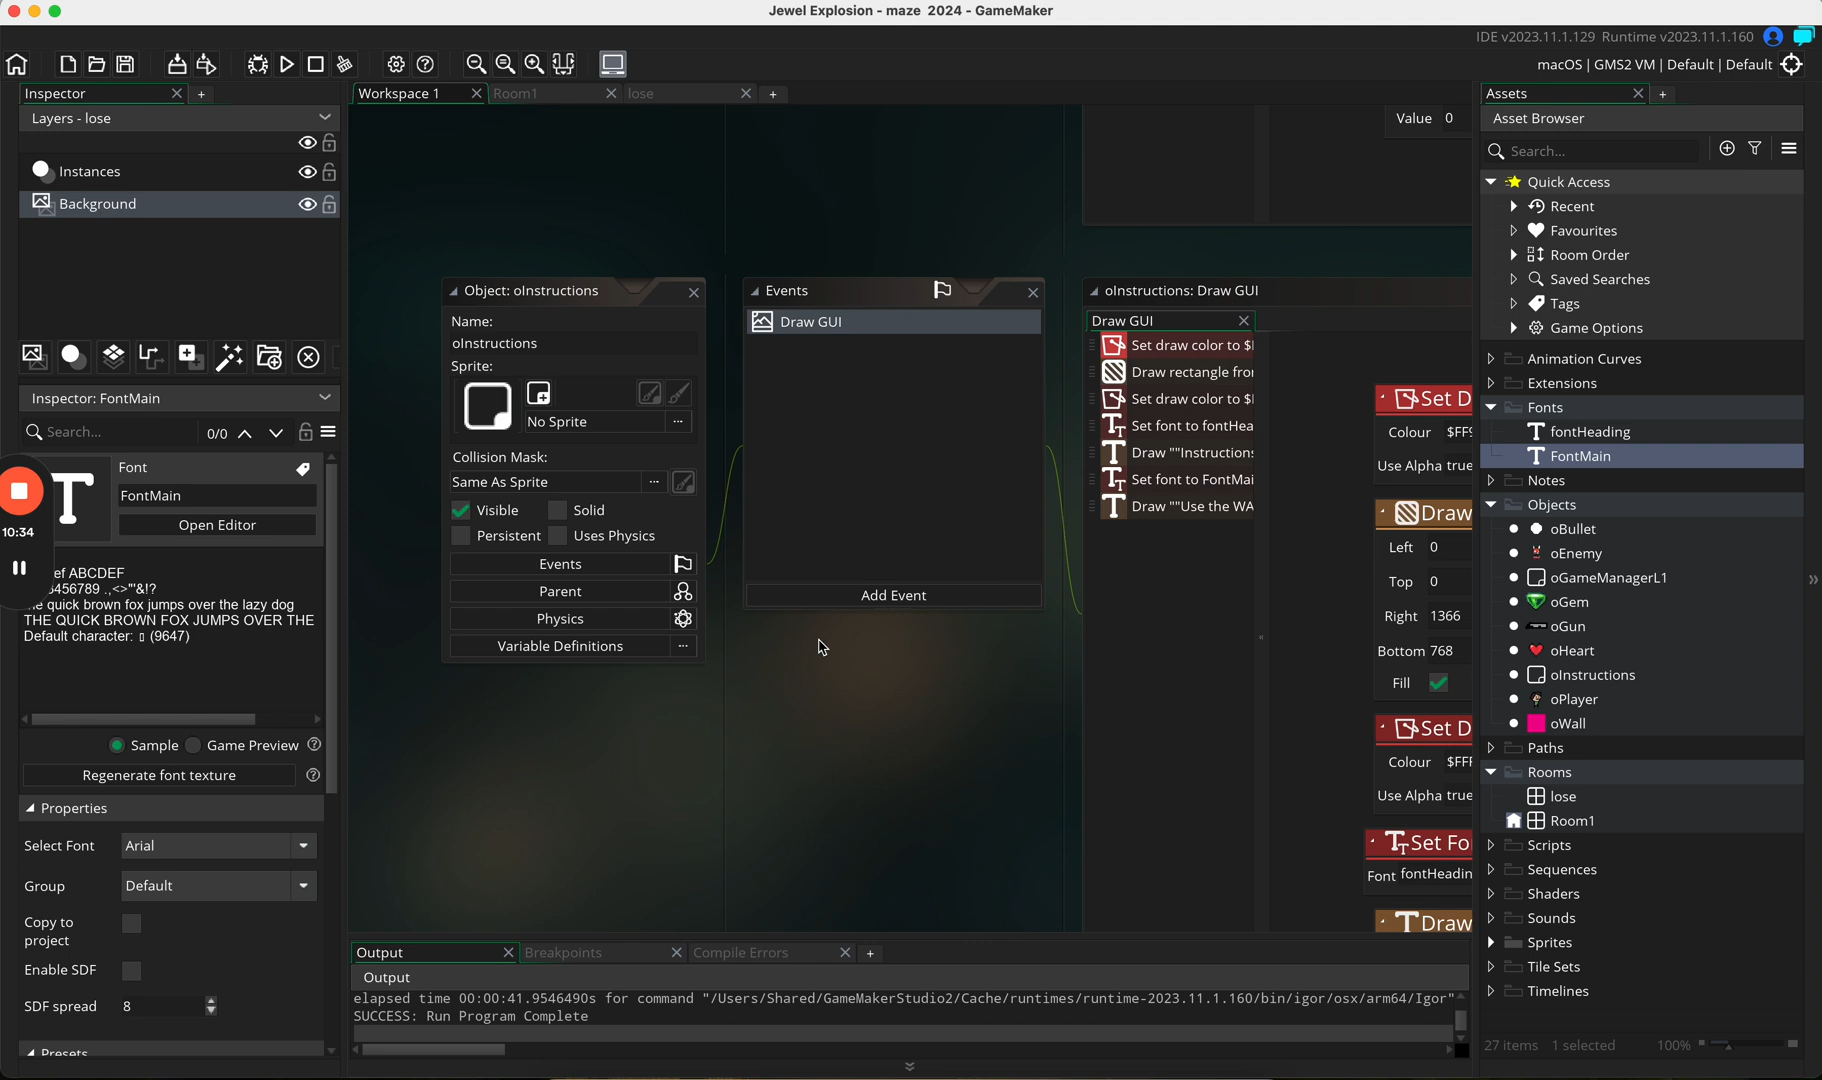 Jewel Explosion - maze 2024 - GameMaker
IDE v2023.11.1.129 Runtime v2023.11.1.160
macOS | GMS2 VM | Default | Default
Inspector
Layers - lose
Instances
Background
Inspector: FontMain
Search...
0/0
Font
FontMain
Open Editor
10:34
ef ABCDEF
456789 .,<>"'&!?
quick brown fox jumps over the lazy dog
THE QUICK BROWN FOX JUMPS OVER THE
Default character: ▯ (9647)
Sample
Game Preview
Regenerate font texture
Properties
Select Font
Arial
Group
Default
Copy to
project
Enable SDF
SDF spread
8
Presets
Workspace 1
Room1
lose
Value 0
Object: oInstructions
Name:
oInstructions
Sprite:
No Sprite
Collision Mask:
Same As Sprite
Visible
Solid
Persistent
Uses Physics
Events
Parent
Physics
Variable Definitions
Events
Draw GUI
Add Event
oInstructions: Draw GUI
Draw GUI
Set draw color to $
Draw rectangle fro
Set draw color to $
Set font to fontHea
Draw ""Instructions
Set font to FontMai
Draw ""Use the WA
Set D
Colour $FF
Use Alpha true
Draw
Left 0
Top 0
Right 1366
Bottom 768
Fill
Set D
Colour $FF
Use Alpha true
Set Fo
Font fontHeadin
Draw
Output
Breakpoints
Compile Errors
Output
elapsed time 00:00:41.9546490s for command "/Users/Shared/GameMakerStudio2/Cache/runtimes/runtime-2023.11.1.160/bin/igor/osx/arm64/Igor"
SUCCESS: Run Program Complete
Assets
Asset Browser
Search...
Quick Access
Recent
Favourites
Room Order
Saved Searches
Tags
Game Options
Animation Curves
Extensions
Fonts
fontHeading
FontMain
Notes
Objects
oBullet
oEnemy
oGameManagerL1
oGem
oGun
oHeart
oInstructions
oPlayer
oWall
Paths
Rooms
lose
Room1
Scripts
Sequences
Shaders
Sounds
Sprites
Tile Sets
Timelines
27 items 1 selected 100%